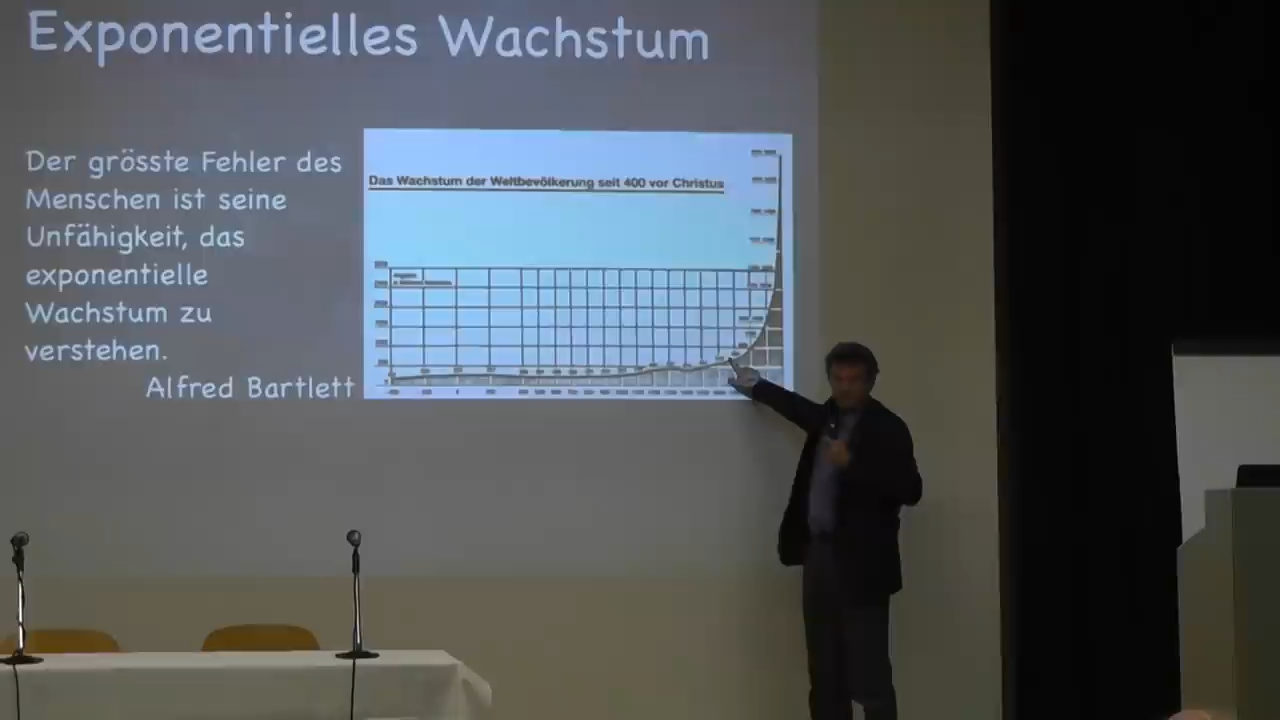 Exponentielles Wachstum
Der grösste Fehler des
Menschen ist seine
Unfähigkeit, das
exponentielle
Wachstum zu
verstehen.
Alfred Bartlett
Das Wachstum der Weltbevölkerung seit 400 vor Christus